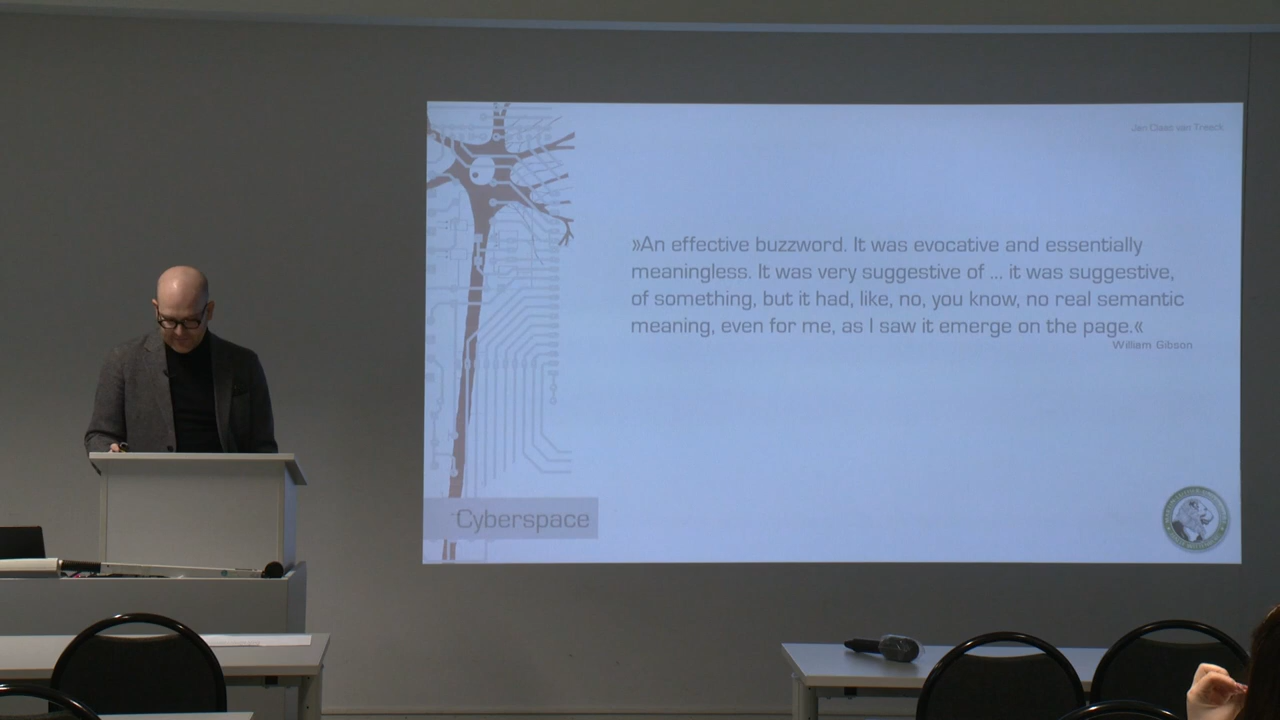 Jan Claas van Treeck
»An effective buzzword. It was evocative and essentially
meaningless. It was very suggestive of ... it was suggestive,
of something, but it had, like, no, you know, no real semantic
meaning, even for me, as I saw it emerge on the page.«
William Gibson
Cyberspace